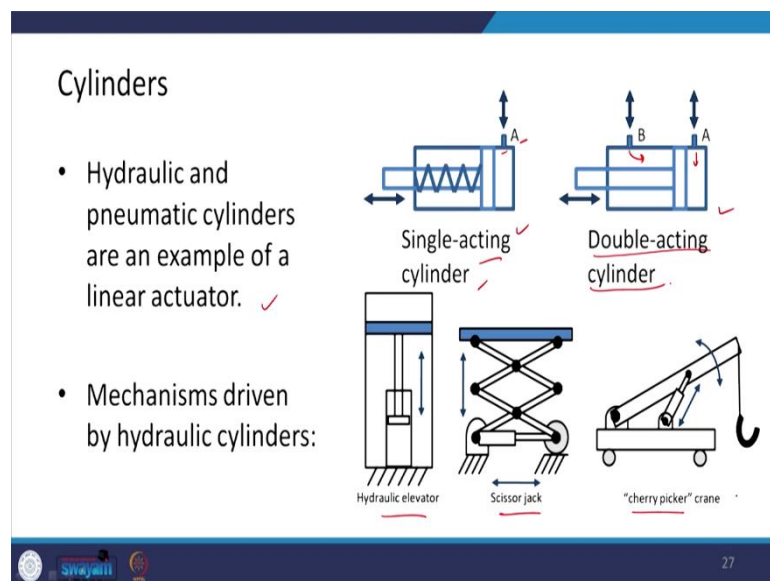 Cylinders
• Hydraulic and
pneumatic cylinders
are an example of a
linear actuator.
• Mechanisms driven
by hydraulic cylinders:
A
B
A
Single-acting
cylinder
Double-acting
cylinder
Hydraulic elevator
Scissor jack
"cherry picker" crane
swayam
27